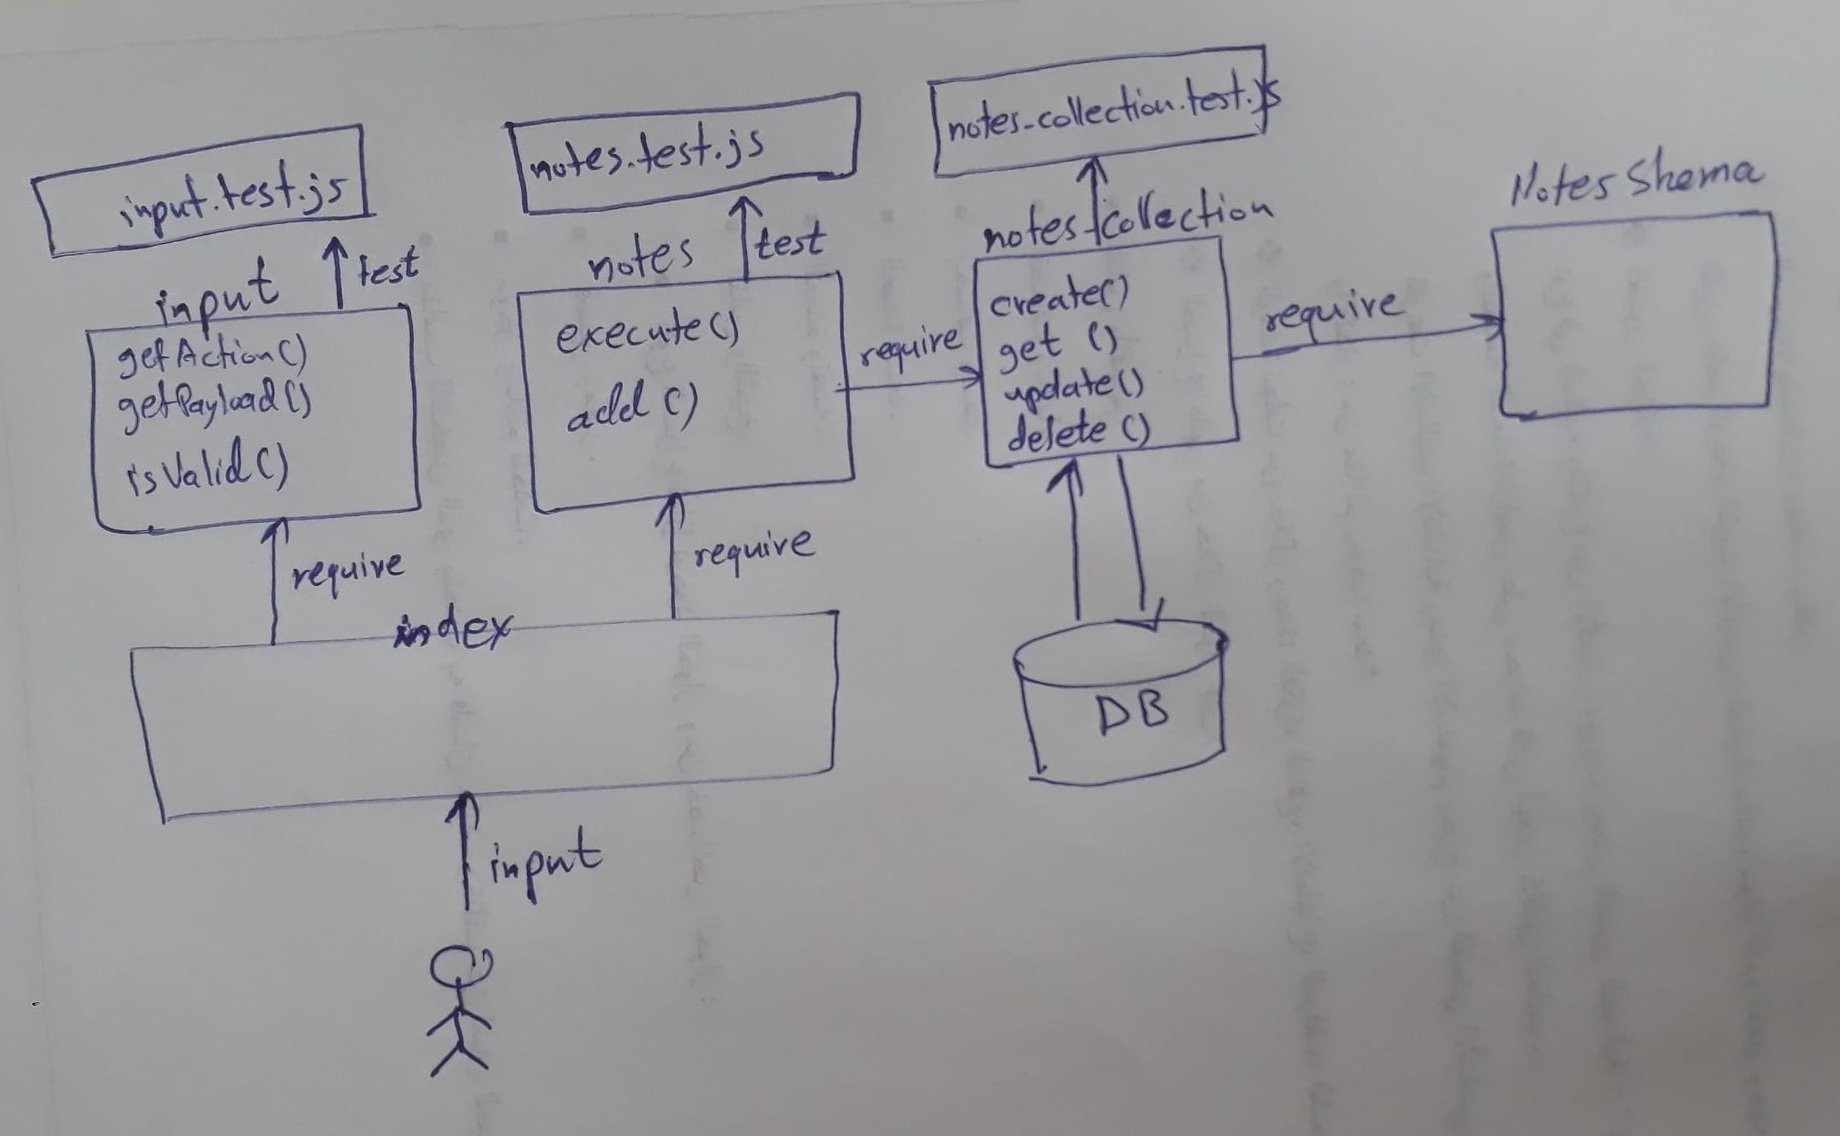 input.test.js
notes.test.js
notes-collection.test.js
Notes Shema
input
test
notes
test
notes-collection
getAction()
getPayload()
isValid()
execute()
add()
require
create()
get ()
update()
delete ()
require
require
require
index
DB
input